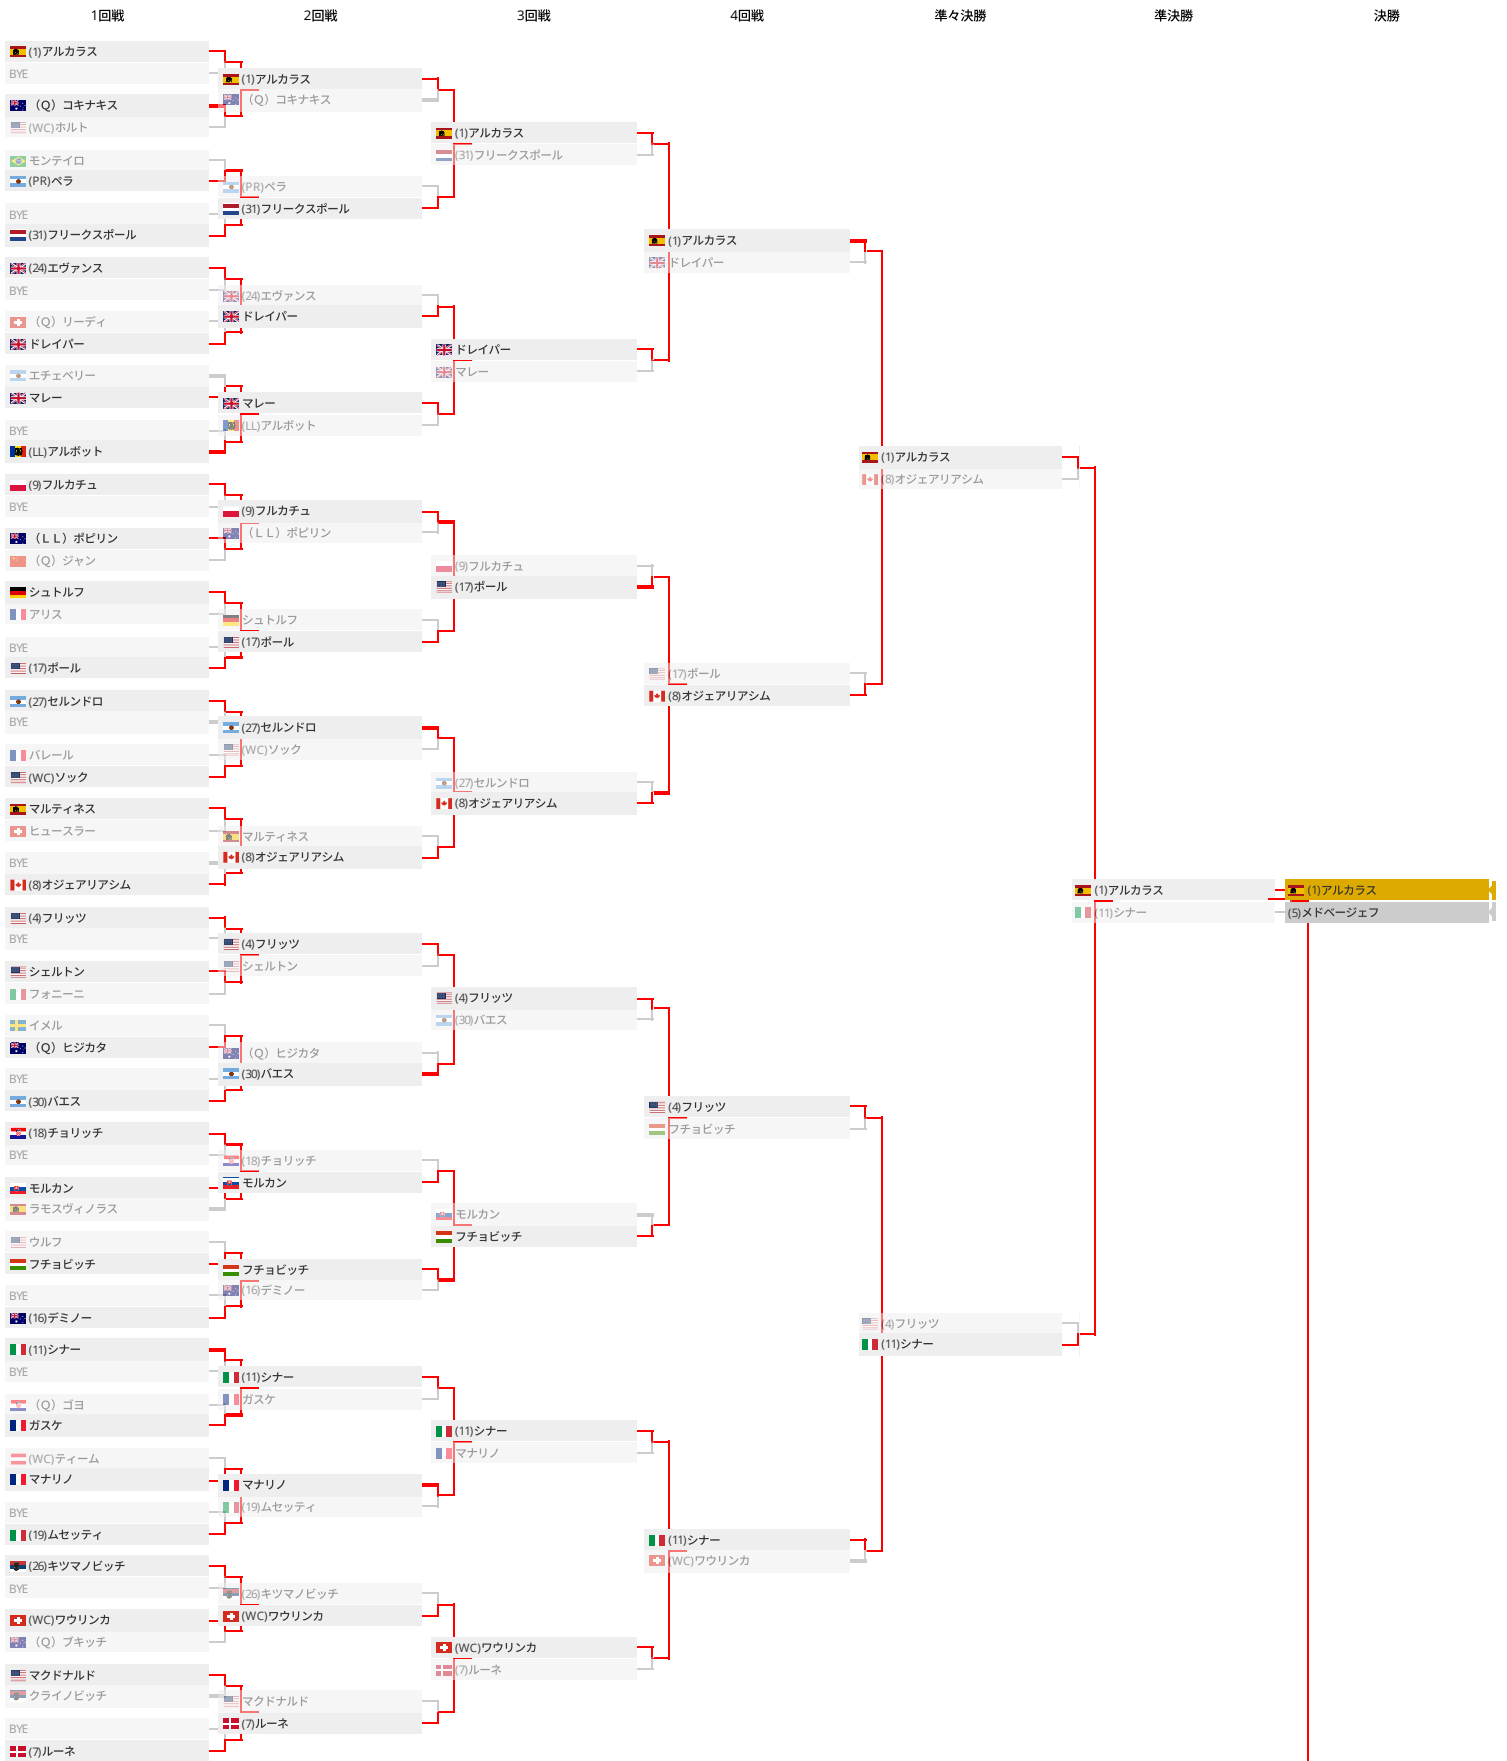 1回戦
2回戦
3回戦
4回戦
準々決勝
準決勝
決勝
(1)アルカラス
BYE
（Q）コキナキス
(WC)ホルト
モンテイロ
(PR)ペラ
BYE
(31)フリークスポール
(24)エヴァンス
BYE
（Q）リーディ
ドレイパー
エチェベリー
マレー
BYE
(LL)アルボット
(9)フルカチュ
BYE
（ＬＬ）ポピリン
（Q）ジャン
シュトルフ
アリス
BYE
(17)ポール
(27)セルンドロ
BYE
バレール
(WC)ソック
マルティネス
ヒュースラー
BYE
(8)オジェアリアシム
(4)フリッツ
BYE
シェルトン
フォニーニ
イメル
（Q）ヒジカタ
BYE
(30)バエス
(18)チョリッチ
BYE
モルカン
ラモスヴィノラス
ウルフ
フチョビッチ
BYE
(16)デミノー
(11)シナー
BYE
（Q）ゴヨ
ガスケ
(WC)ティーム
マナリノ
BYE
(19)ムセッティ
(26)キツマノビッチ
BYE
(WC)ワウリンカ
（Q）ブキッチ
マクドナルド
クライノビッチ
BYE
(7)ルーネ
(1)アルカラス
（Q）コキナキス
(PR)ペラ
(31)フリークスポール
(24)エヴァンス
ドレイパー
マレー
(LL)アルボット
(9)フルカチュ
（ＬＬ）ポピリン
シュトルフ
(17)ポール
(27)セルンドロ
(WC)ソック
マルティネス
(8)オジェアリアシム
(4)フリッツ
シェルトン
（Q）ヒジカタ
(30)バエス
(18)チョリッチ
モルカン
フチョビッチ
(16)デミノー
(11)シナー
ガスケ
マナリノ
(19)ムセッティ
(26)キツマノビッチ
(WC)ワウリンカ
マクドナルド
(7)ルーネ
(1)アルカラス
(31)フリークスポール
ドレイパー
マレー
(9)フルカチュ
(17)ポール
(27)セルンドロ
(8)オジェアリアシム
(4)フリッツ
(30)バエス
モルカン
フチョビッチ
(11)シナー
マナリノ
(WC)ワウリンカ
(7)ルーネ
(1)アルカラス
ドレイパー
(17)ポール
(8)オジェアリアシム
(4)フリッツ
フチョビッチ
(11)シナー
(WC)ワウリンカ
(1)アルカラス
(8)オジェアリアシム
(4)フリッツ
(11)シナー
(1)アルカラス
(11)シナー
(1)アルカラス
(5)メドベージェフ